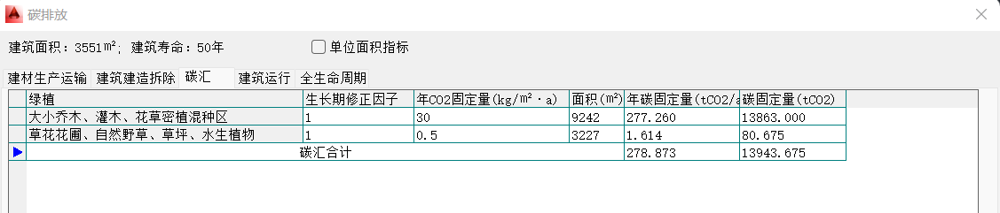 碳排放
建筑面积: 3551㎡; 建筑寿命: 50年 单位面积指标
建材生产运输 建筑建造拆除 碳汇 建筑运行 全生命周期
绿植 生长期修正因子 年CO2固定量(kg/㎡·a) 面积(㎡) 年碳固定量(tCO2/a 碳固定量(tCO2)
大小乔木、灌木、花草密植混种区 1 30 9242 277.260 13863.000
草花花圃、自然野草、草坪、水生植物 1 0.5 3227 1.614 80.675
碳汇合计 278.873 13943.675